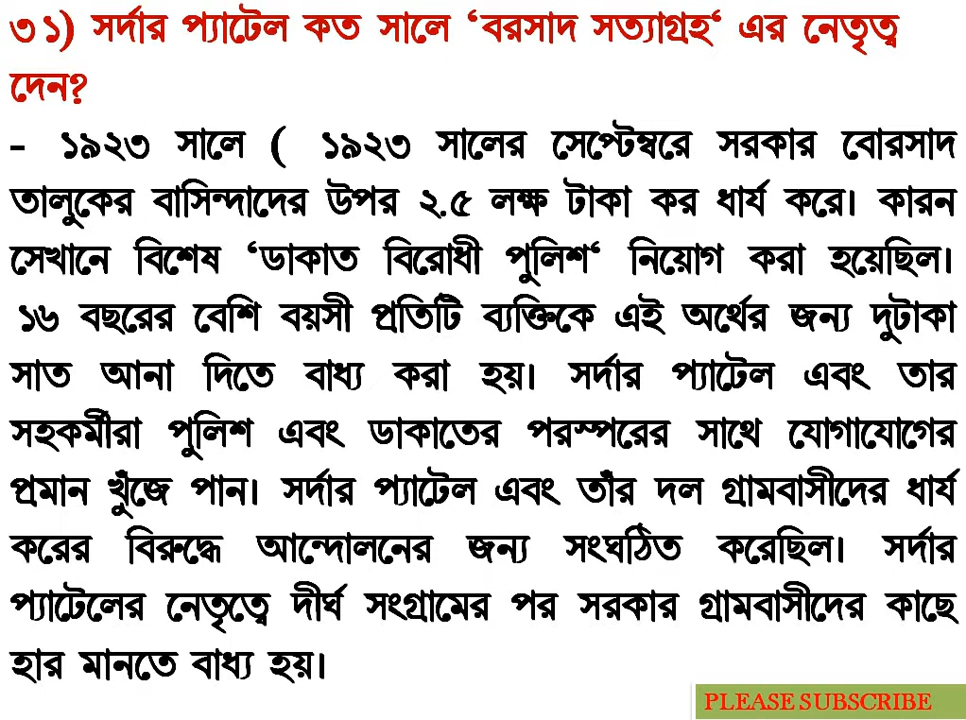 ৩১) সর্দার প্যাটেল কত সালে ‘বরসাদ সত্যাগ্রহ‘ এর নেতৃত্ব
দেন?
- ১৯২৩ সালে ( ১৯২৩ সালের সেপ্টেম্বরে সরকার বোরসাদ
তালুকের বাসিন্দাদের উপর ২.৫ লক্ষ টাকা কর ধার্য করে। কারন
সেখানে বিশেষ ‘ডাকাত বিরোধী পুলিশ‘ নিয়োগ করা হয়েছিল।
১৬ বছরের বেশি বয়সী প্রতিটি ব্যক্তিকে এই অর্থের জন্য দুটাকা
সাত আনা দিতে বাধ্য করা হয়। সর্দার প্যাটেল এবং তার
সহকর্মীরা পুলিশ এবং ডাকাতের পরস্পরের সাথে যোগাযোগের
প্রমান খুঁজে পান। সর্দার প্যাটেল এবং তাঁর দল গ্রামবাসীদের ধার্য
করের বিরুদ্ধে আন্দোলনের জন্য সংঘঠিত করেছিল। সর্দার
প্যাটেলের নেতৃত্বে দীর্ঘ সংগ্রামের পর সরকার গ্রামবাসীদের কাছে
হার মানতে বাধ্য হয়।
PLEASE SUBSCRIBE